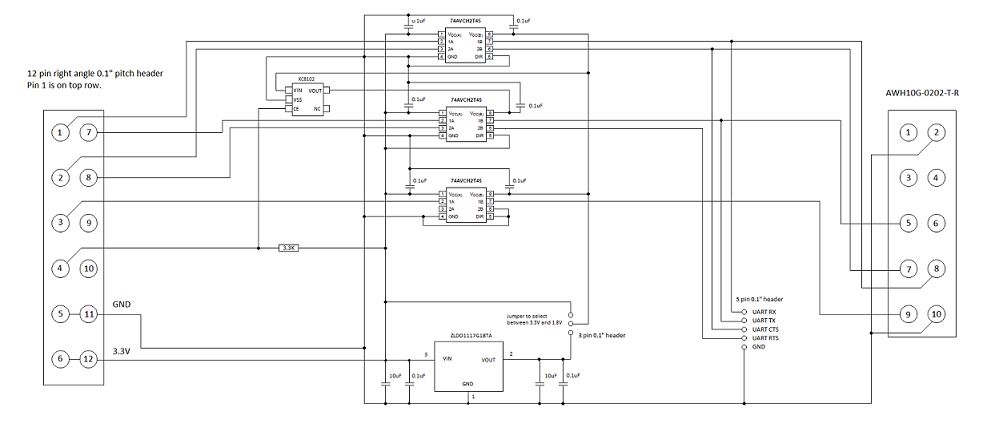 12 pin right angle 0.1" pitch header
Pin 1 is on top row.
1 7
2 8
3 9
4 10
5 11
6 12
GND
3.3V
0.1uF
0.1uF
74AVCH2T45
1 VCC(A) VCC(B) 8
2 1A 1B 7
3 2A 2B 6
4 GND DIR 5
XC8102
VIN VOUT
VSS
CE NC
0.1uF
0.1uF
74AVCH2T45
1 VCC(A) VCC(B) 8
2 1A 1B 7
3 2A 2B 6
4 GND DIR 5
0.1uF
0.1uF
74AVCH2T45
1 VCC(A) VCC(B) 8
2 1A 1B 7
3 2A 2B 6
4 GND DIR 5
3.3K
Jumper to select
between 3.3V and 1.8V
3 pin 0.1" header
ZLDO1117G18TA
3 VIN VOUT 2
GND
1
10uF
0.1uF
10uF
0.1uF
5 pin 0.1" header
UART RX
UART TX
UART CTS
UART RTS
GND
AWH10G-0202-T-R
1 2
3 4
5 6
7 8
9 10